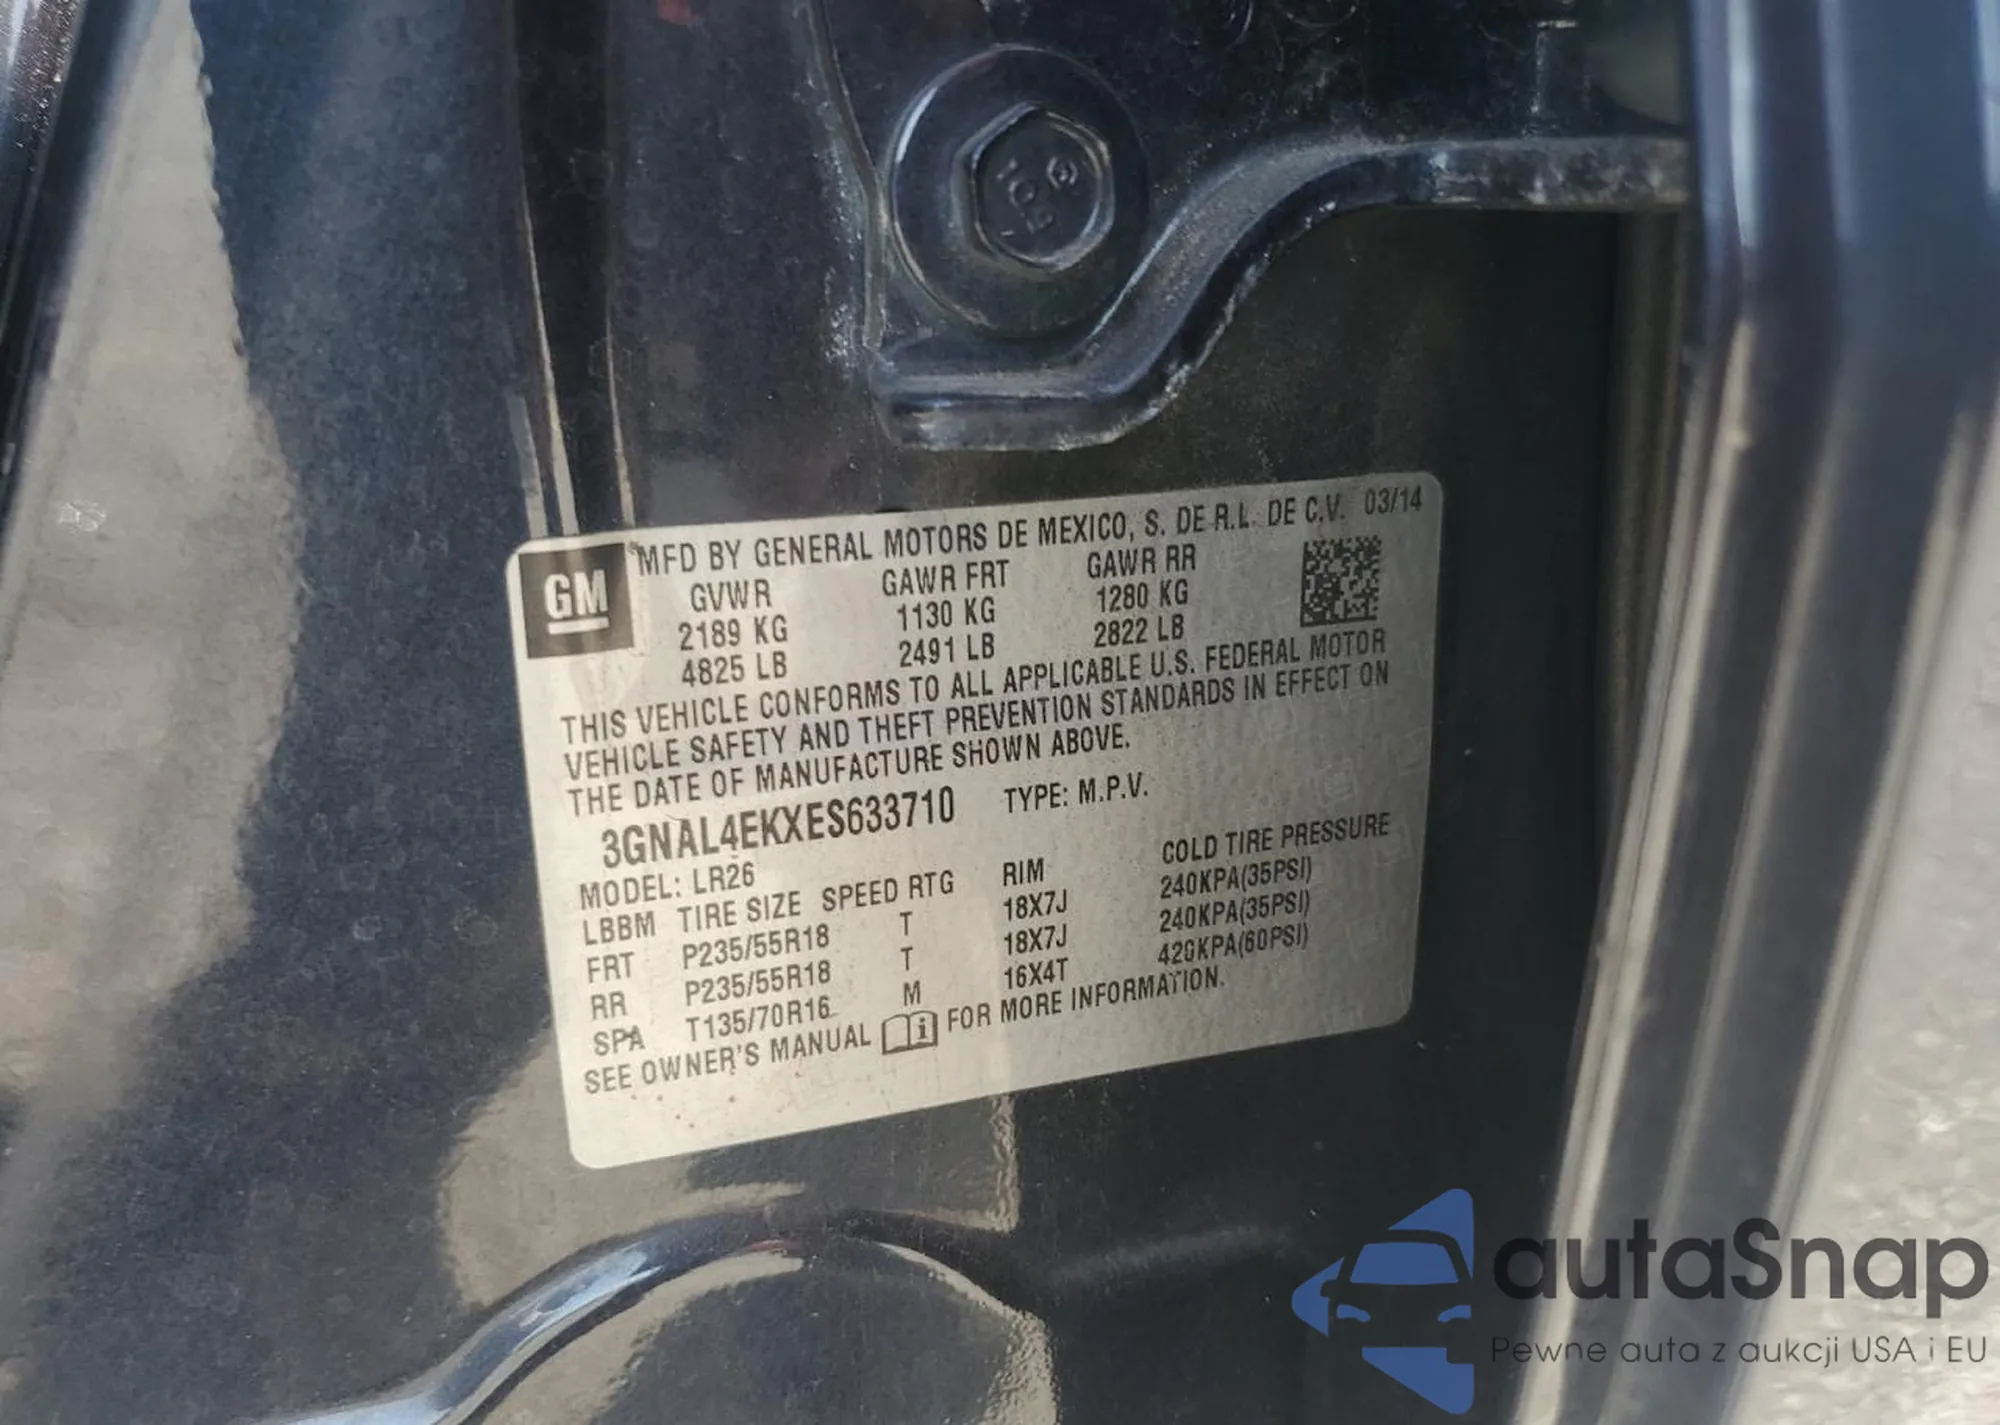 109
MFD BY GENERAL MOTORS DE MEXICO, S. DE R.L. DE C.V. 03/14
GM
GVWR GAWR FRT GAWR RR
2189 KG 1130 KG 1280 KG
4825 LB 2491 LB 2822 LB
THIS VEHICLE CONFORMS TO ALL APPLICABLE U.S. FEDERAL MOTOR
VEHICLE SAFETY AND THEFT PREVENTION STANDARDS IN EFFECT ON
THE DATE OF MANUFACTURE SHOWN ABOVE.
3GNAL4EKXES633710 TYPE: M.P.V.
MODEL: LR26
LBBM TIRE SIZE SPEED RTG RIM COLD TIRE PRESSURE
FRT P235/55R18 T 18X7J 240KPA(35PSI)
RR P235/55R18 T 18X7J 240KPA(35PSI)
SPA T135/70R16 M 16X4T 420KPA(60PSI)
SEE OWNER'S MANUAL i FOR MORE INFORMATION.
autaSnap
Pewne auta z aukcji USA i EU